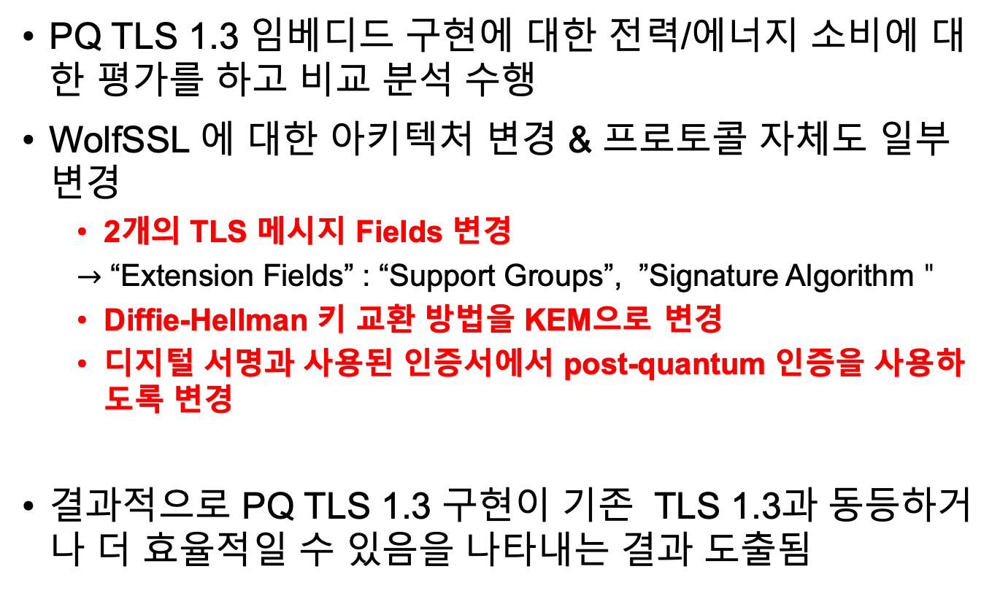 • PQ TLS 1.3 임베디드 구현에 대한 전력/에너지 소비에 대
한 평가를 하고 비교 분석 수행
• WolfSSL 에 대한 아키텍처 변경 & 프로토콜 자체도 일부
변경
• 2개의 TLS 메시지 Fields 변경
→ “Extension Fields” : “Support Groups”, ”Signature Algorithm "
• Diffie-Hellman 키 교환 방법을 KEM으로 변경
• 디지털 서명과 사용된 인증서에서 post-quantum 인증을 사용하
도록 변경
• 결과적으로 PQ TLS 1.3 구현이 기존 TLS 1.3과 동등하거
나 더 효율적일 수 있음을 나타내는 결과 도출됨